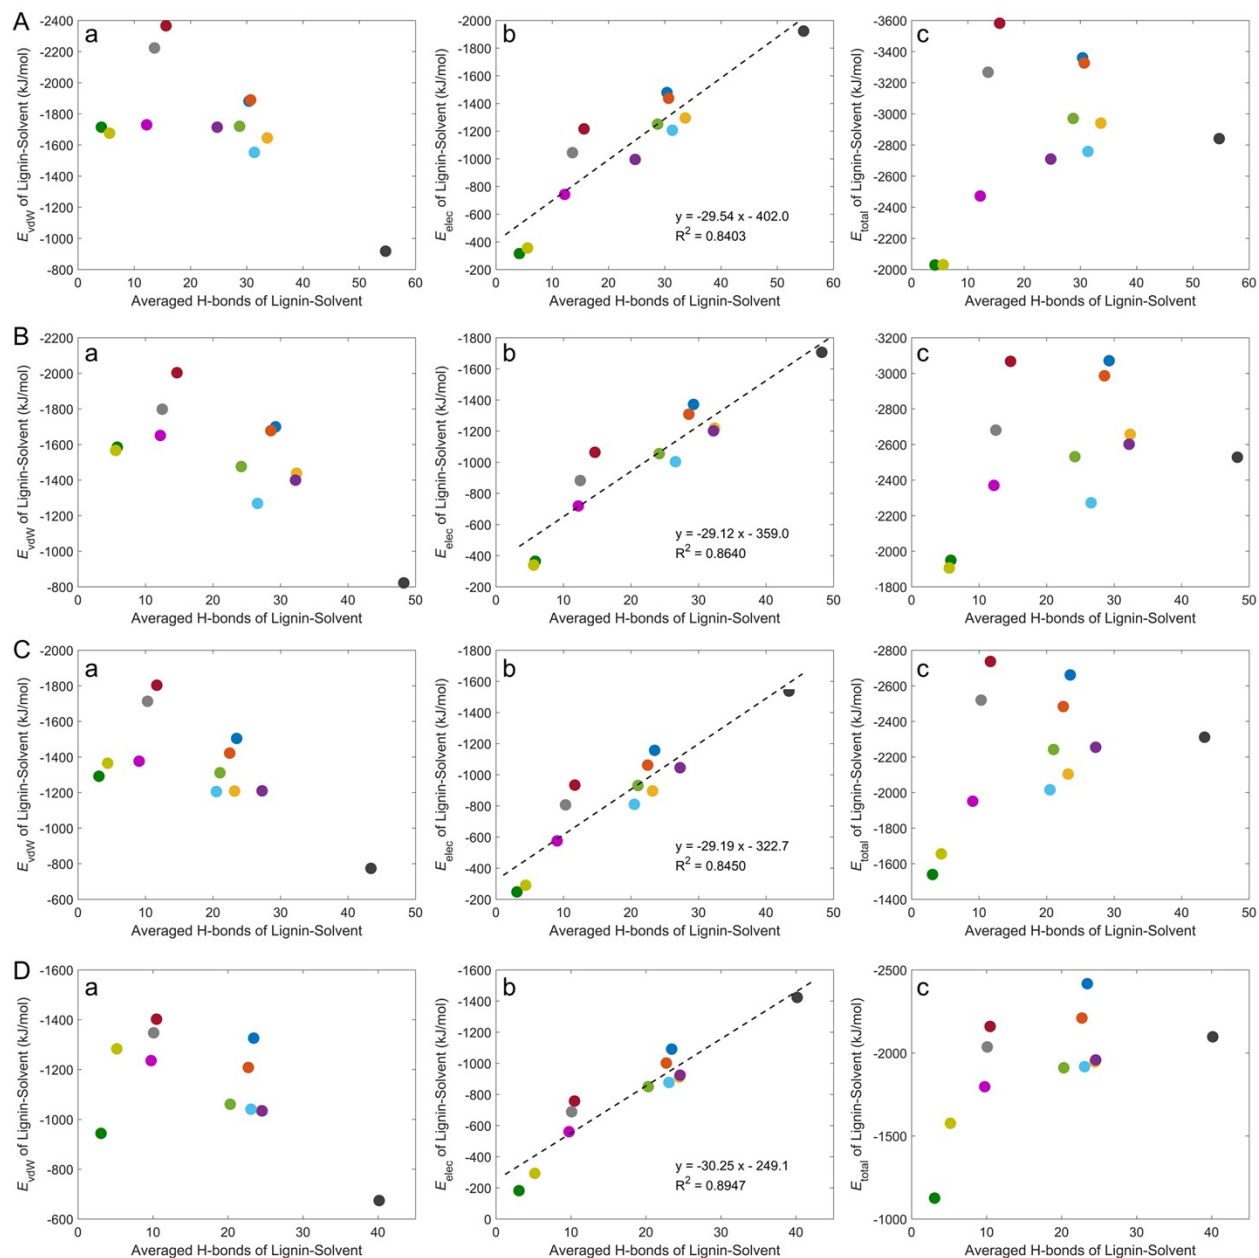 A
a
E_vdW of Lignin-Solvent (kJ/mol)
-2400
-2200
-2000
-1800
-1600
-1400
-1200
-1000
-800
0 10 20 30 40 50 60
Averaged H-bonds of Lignin-Solvent
b
E_elec of Lignin-Solvent (kJ/mol)
-2000
-1800
-1600
-1400
-1200
-1000
-800
-600
-400
-200
y = -29.54 x - 402.0
R² = 0.8403
0 10 20 30 40 50 60
Averaged H-bonds of Lignin-Solvent
c
E_total of Lignin-Solvent (kJ/mol)
-3600
-3400
-3200
-3000
-2800
-2600
-2400
-2200
-2000
0 10 20 30 40 50 60
Averaged H-bonds of Lignin-Solvent
B
a
E_vdW of Lignin-Solvent (kJ/mol)
-2200
-2000
-1800
-1600
-1400
-1200
-1000
-800
0 10 20 30 40 50
Averaged H-bonds of Lignin-Solvent
b
E_elec of Lignin-Solvent (kJ/mol)
-1800
-1600
-1400
-1200
-1000
-800
-600
-400
-200
y = -29.12 x - 359.0
R² = 0.8640
0 10 20 30 40 50
Averaged H-bonds of Lignin-Solvent
c
E_total of Lignin-Solvent (kJ/mol)
-3200
-3000
-2800
-2600
-2400
-2200
-2000
-1800
0 10 20 30 40 50
Averaged H-bonds of Lignin-Solvent
C
a
E_vdW of Lignin-Solvent (kJ/mol)
-2000
-1800
-1600
-1400
-1200
-1000
-800
-600
0 10 20 30 40 50
Averaged H-bonds of Lignin-Solvent
b
E_elec of Lignin-Solvent (kJ/mol)
-1800
-1600
-1400
-1200
-1000
-800
-600
-400
-200
y = -29.19 x - 322.7
R² = 0.8450
0 10 20 30 40 50
Averaged H-bonds of Lignin-Solvent
c
E_total of Lignin-Solvent (kJ/mol)
-2800
-2600
-2400
-2200
-2000
-1800
-1600
-1400
0 10 20 30 40 50
Averaged H-bonds of Lignin-Solvent
D
a
E_vdW of Lignin-Solvent (kJ/mol)
-1600
-1400
-1200
-1000
-800
-600
0 10 20 30 40
Averaged H-bonds of Lignin-Solvent
b
E_elec of Lignin-Solvent (kJ/mol)
-1600
-1400
-1200
-1000
-800
-600
-400
-200
0
y = -30.25 x - 249.1
R² = 0.8947
0 10 20 30 40
Averaged H-bonds of Lignin-Solvent
c
E_total of Lignin-Solvent (kJ/mol)
-2500
-2000
-1500
-1000
0 10 20 30 40
Averaged H-bonds of Lignin-Solvent